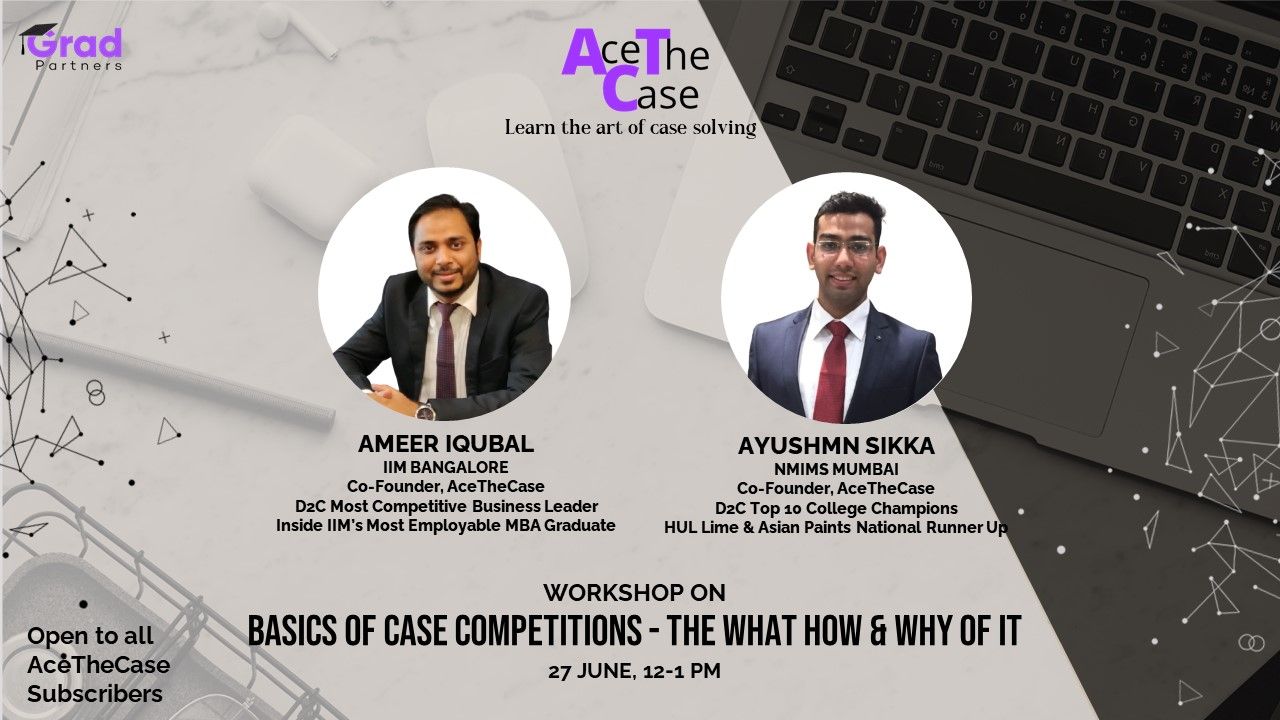 Grad
Partners
AceThe
Case
Learn the art of case solving
AMEER IQUBAL
IIM BANGALORE
Co-Founder, AceTheCase
D2C Most Competitive Business Leader
Inside IIM's Most Employable MBA Graduate
AYUSHMN SIKKA
NMIMS MUMBAI
Co-Founder, AceTheCase
D2C Top 10 College Champions
HUL Lime & Asian Paints National Runner Up
WORKSHOP ON
BASICS OF CASE COMPETITIONS - THE WHAT HOW & WHY OF IT
27 JUNE, 12-1 PM
Open to all
AceTheCase
Subscribers